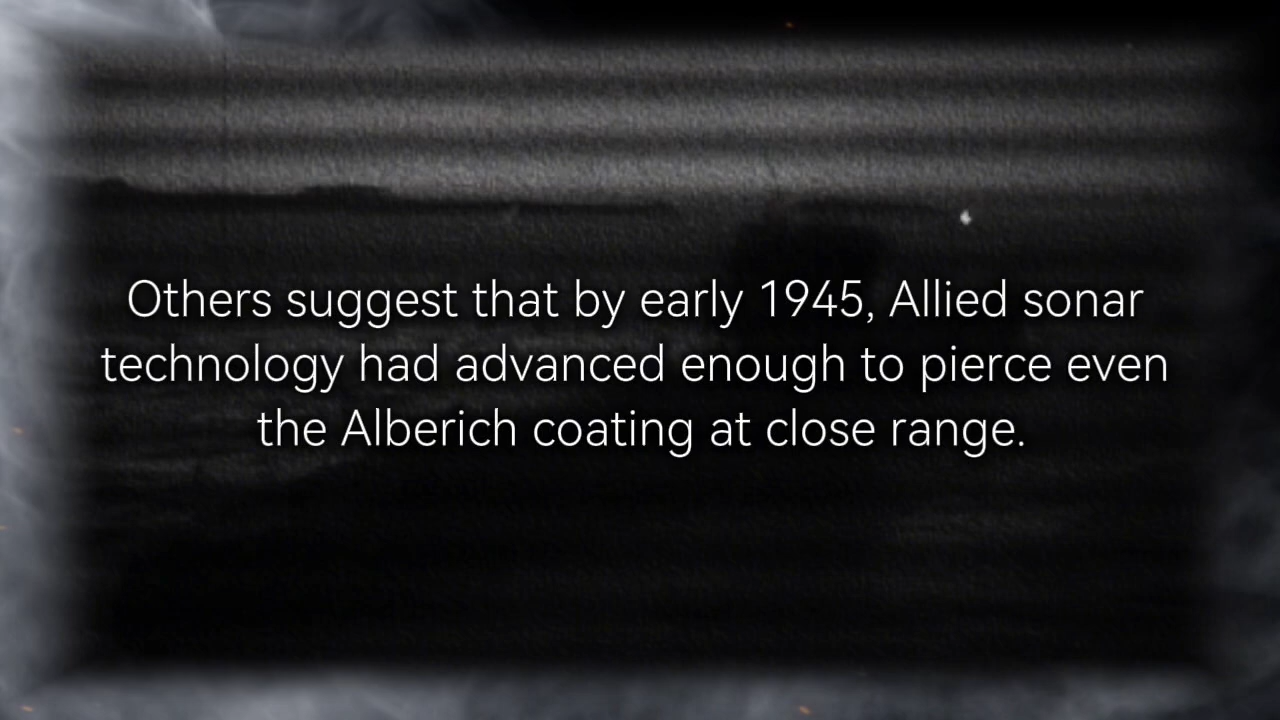 Others suggest that by early 1945, Allied sonar
technology had advanced enough to pierce even
the Alberich coating at close range.